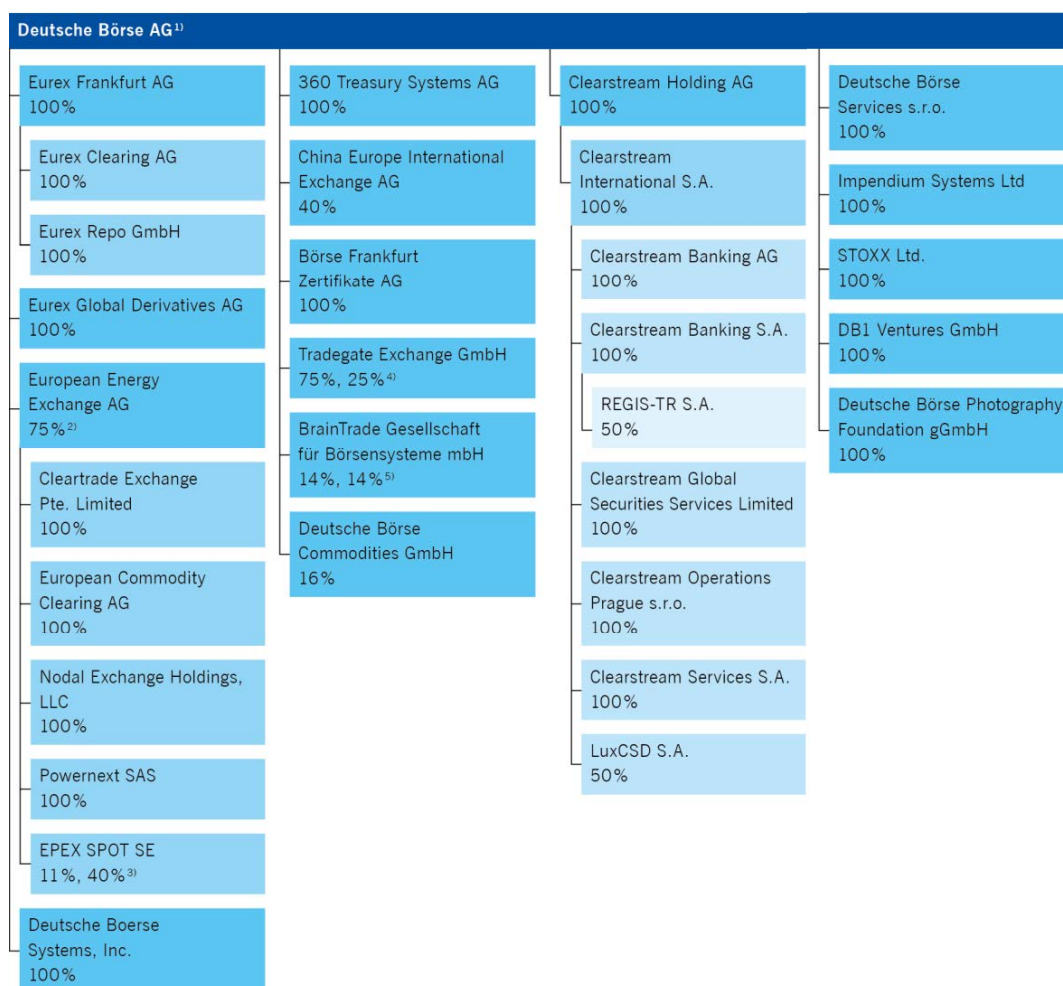 Deutsche Börse AG¹⁾
Eurex Frankfurt AG
100%
Eurex Clearing AG
100%
Eurex Repo GmbH
100%
Eurex Global Derivatives AG
100%
European Energy
Exchange AG
75%²⁾
Cleartrade Exchange
Pte. Limited
100%
European Commodity
Clearing AG
100%
Nodal Exchange Holdings,
LLC
100%
Powernext SAS
100%
EPEX SPOT SE
11%, 40%³⁾
Deutsche Boerse
Systems, Inc.
100%
360 Treasury Systems AG
100%
China Europe International
Exchange AG
40%
Börse Frankfurt
Zertifikate AG
100%
Tradegate Exchange GmbH
75%, 25%⁴⁾
BrainTrade Gesellschaft
für Börsensysteme mbH
14%, 14%⁵⁾
Deutsche Börse
Commodities GmbH
16%
Clearstream Holding AG
100%
Clearstream
International S.A.
100%
Clearstream Banking AG
100%
Clearstream Banking S.A.
100%
REGIS-TR S.A.
50%
Clearstream Global
Securities Services Limited
100%
Clearstream Operations
Prague s.r.o.
100%
Clearstream Services S.A.
100%
LuxCSD S.A.
50%
Deutsche Börse
Services s.r.o.
100%
Impendium Systems Ltd
100%
STOXX Ltd.
100%
DB1 Ventures GmbH
100%
Deutsche Börse Photography
Foundation gGmbH
100%